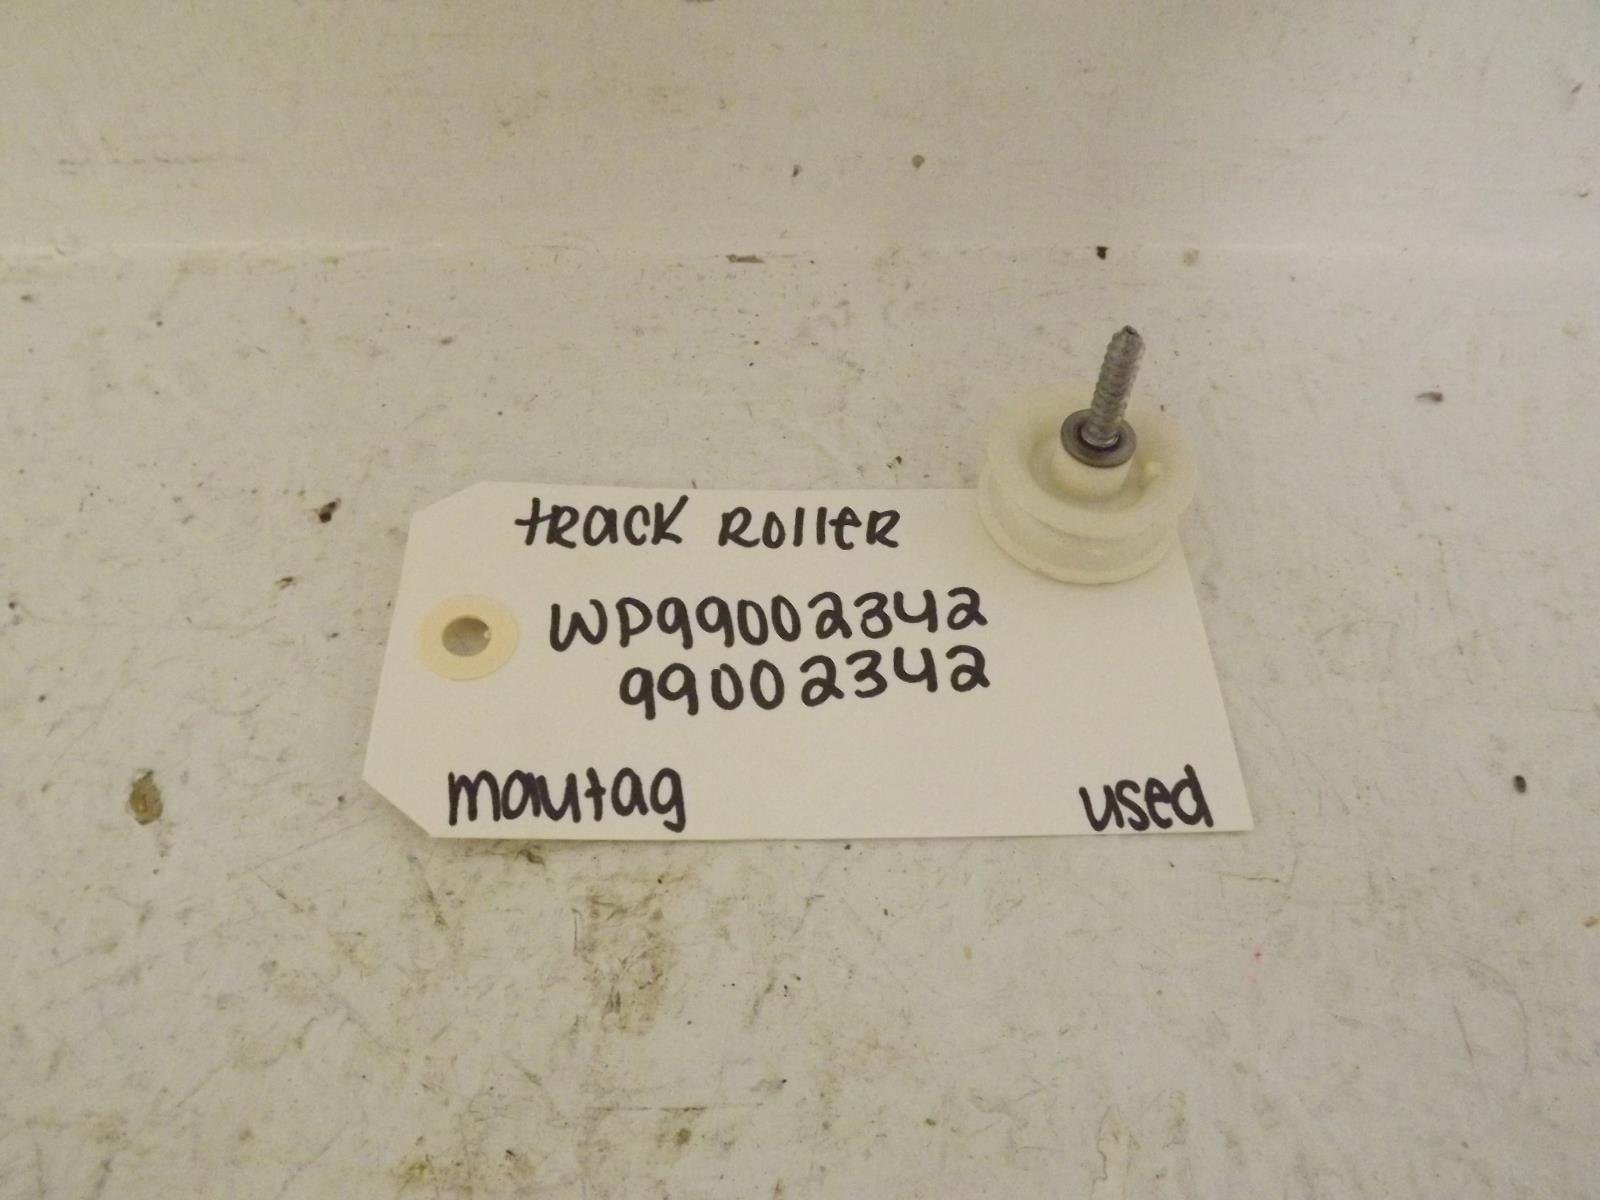 track Roller
WP99002342
99002342
maytag used